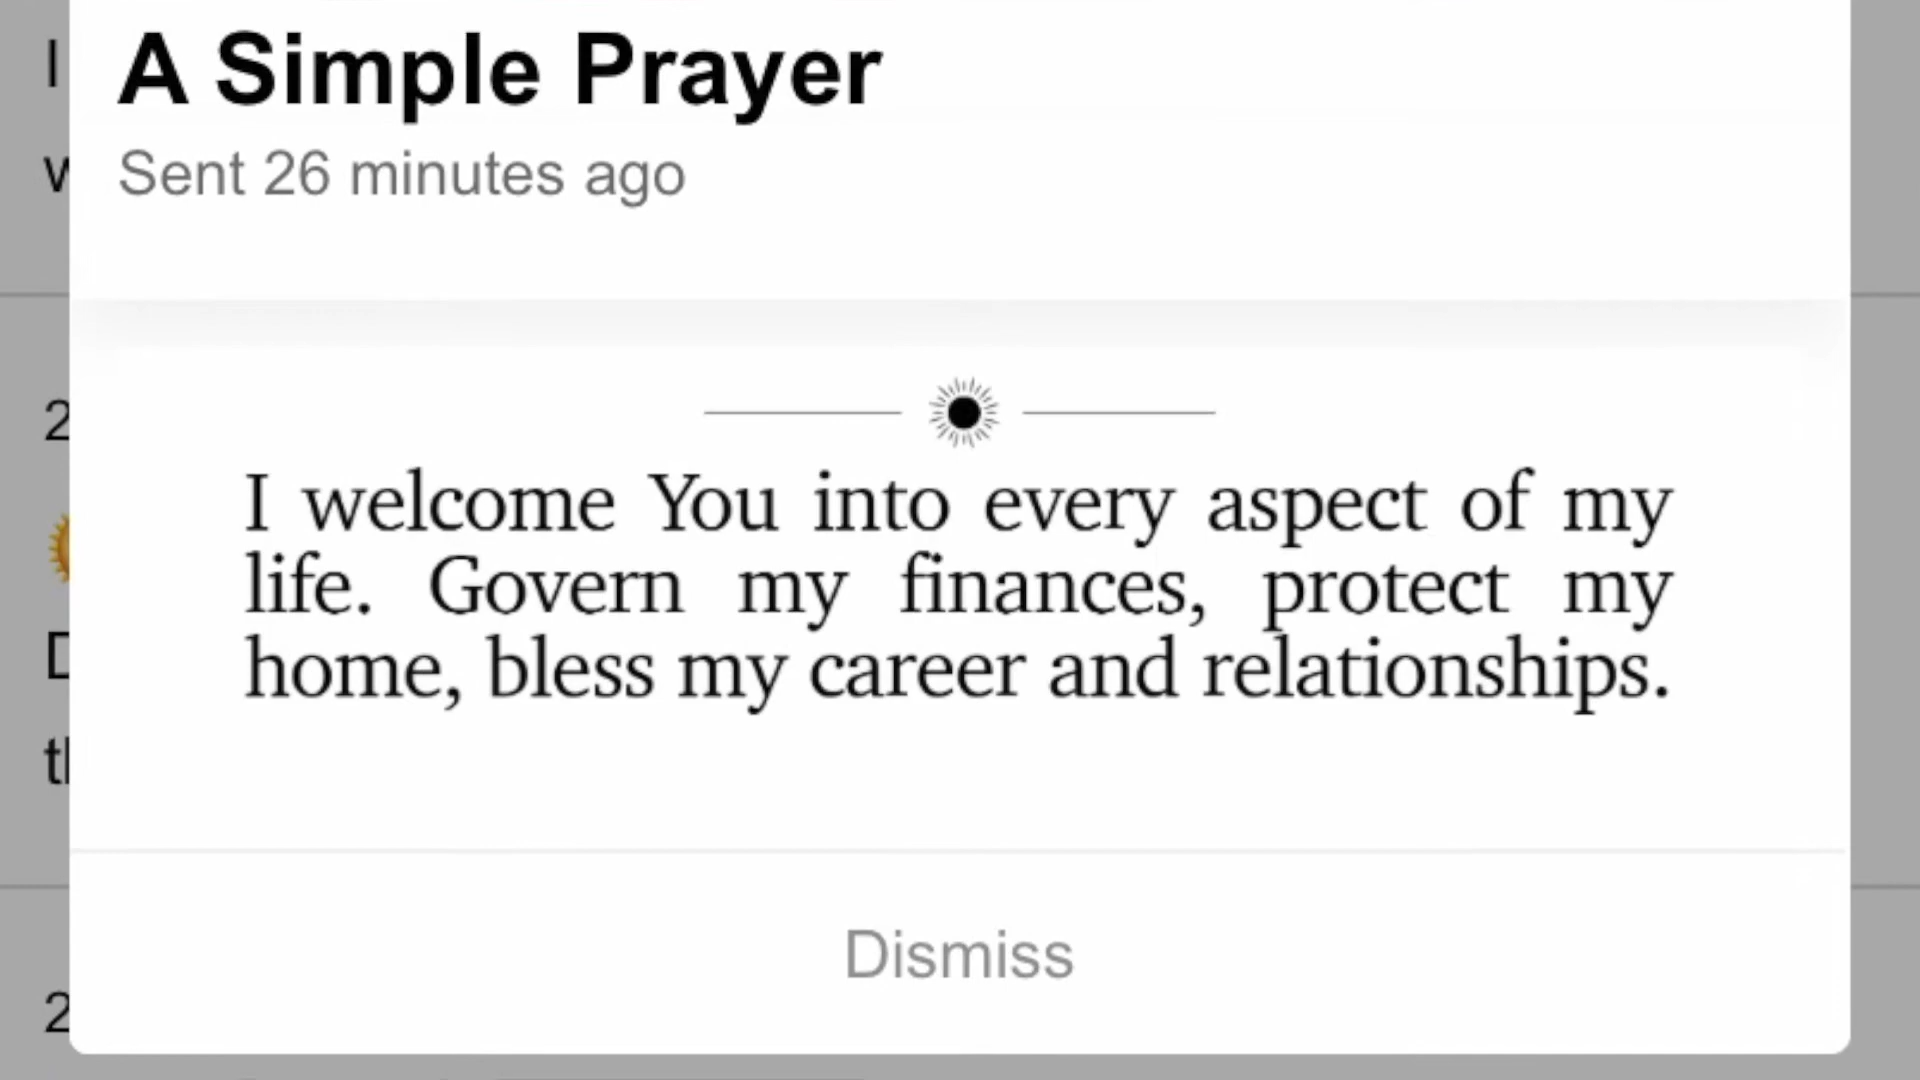 A Simple Prayer
Sent 26 minutes ago
I welcome You into every aspect of my
life. Govern my finances, protect my
home, bless my career and relationships.
Dismiss